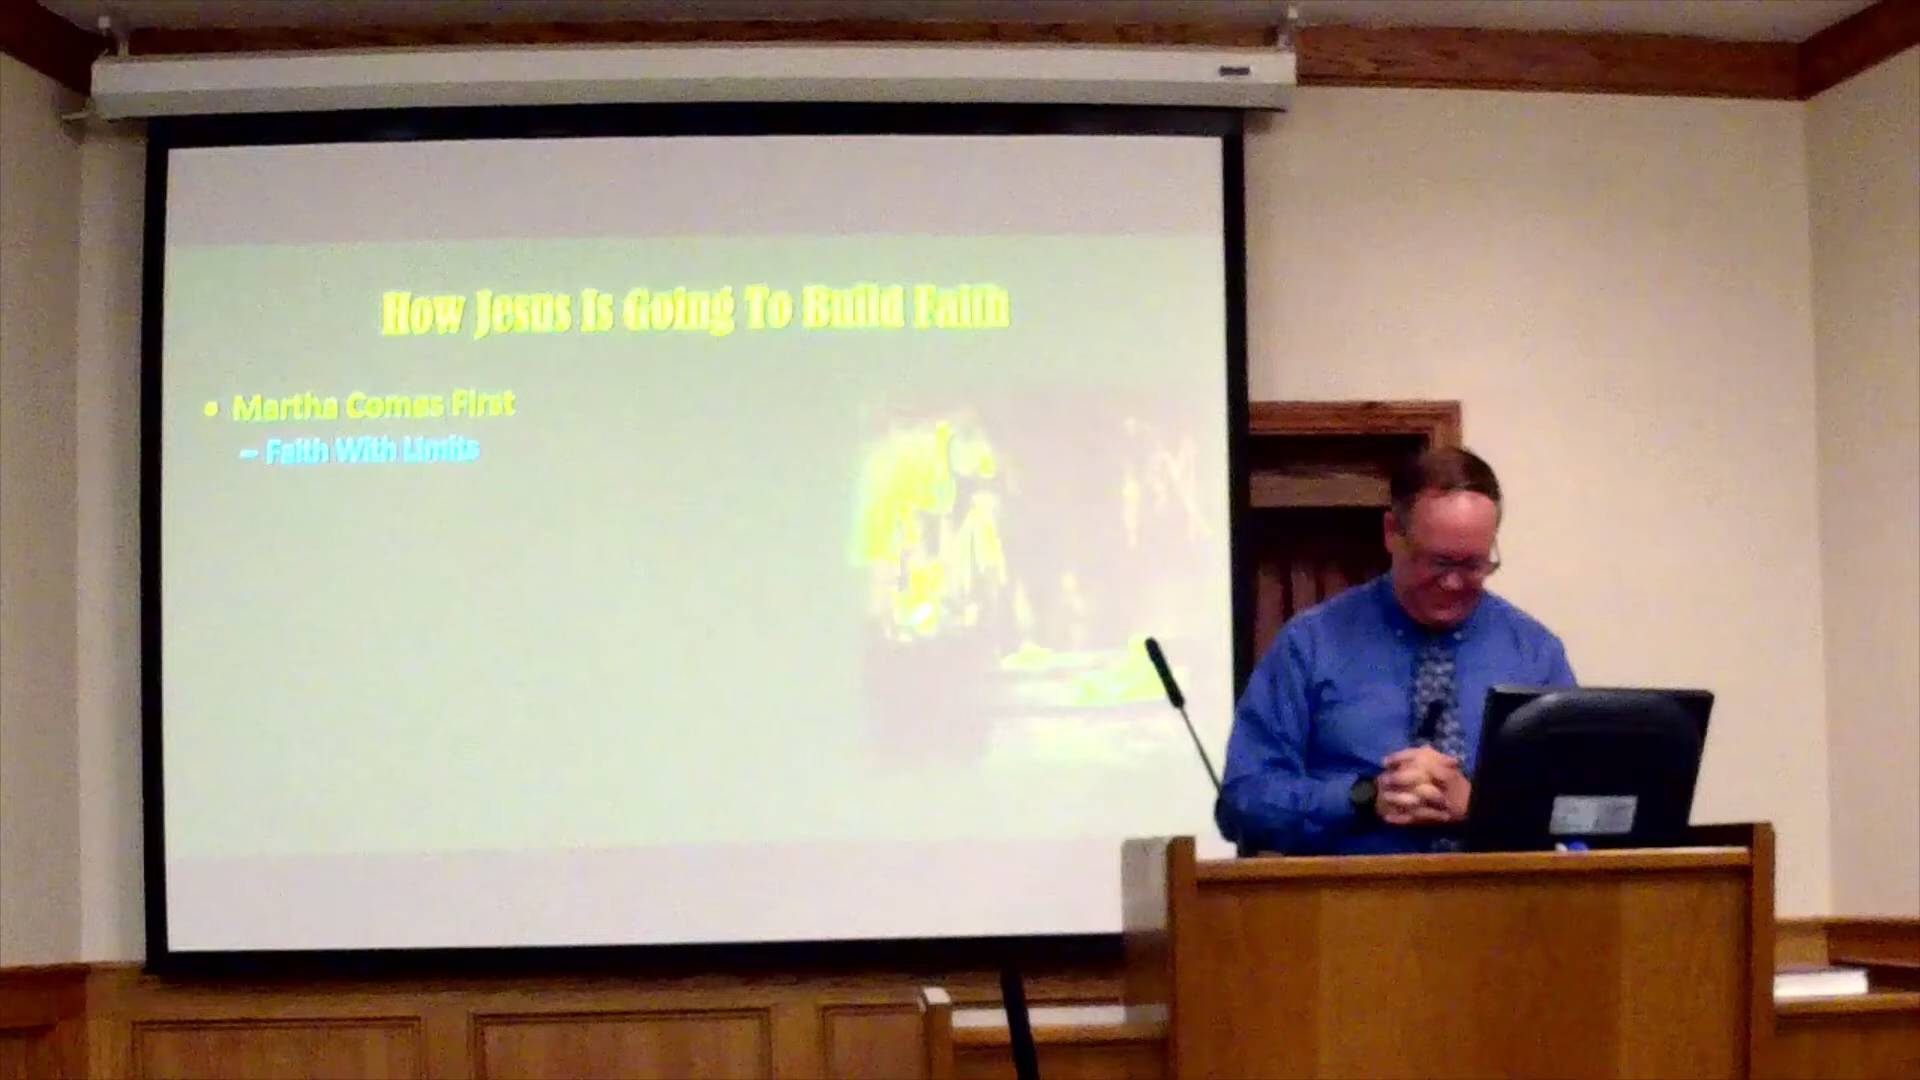 How Jesus Is Going To Build Faith
• Martha Comes First
– Faith With Limits